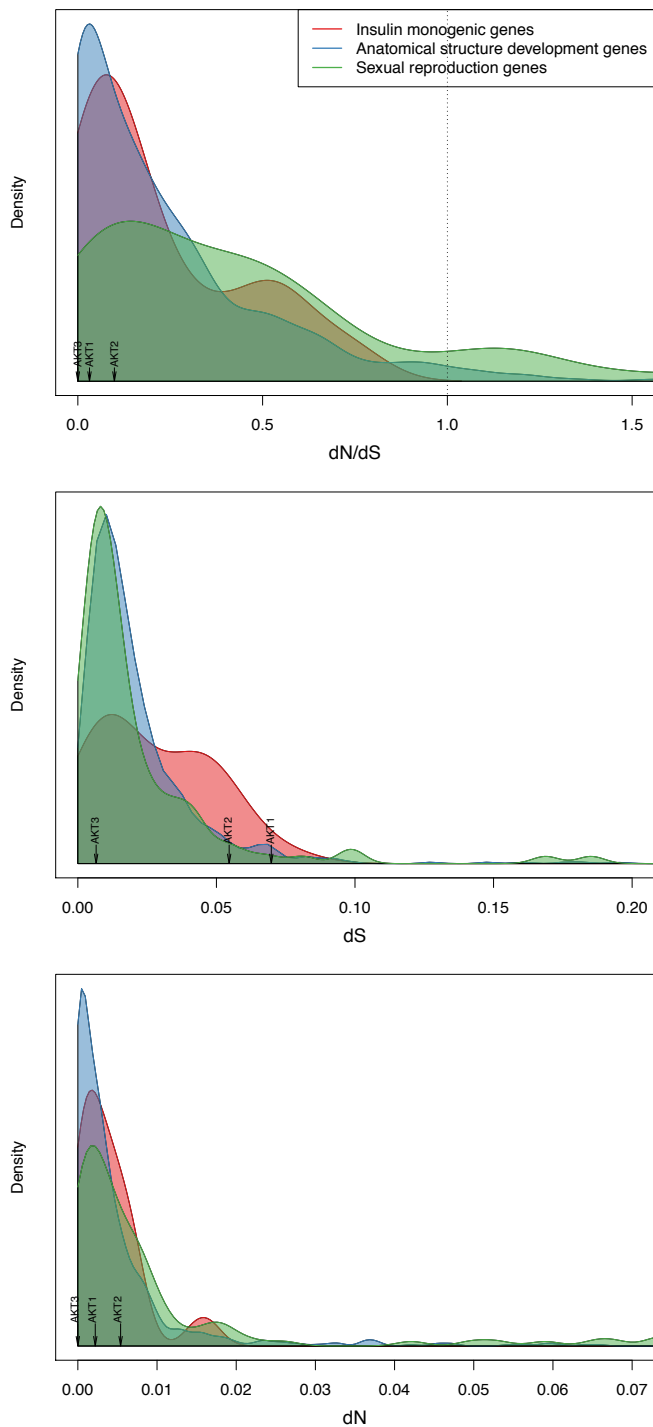 Insulin monogenic genes
Anatomical structure development genes
Sexual reproduction genes
Density
AKT3
AKT1
AKT2
0.0 0.5 1.0 1.5
dN/dS
Density
AKT3
AKT2
AKT1
0.00 0.05 0.10 0.15 0.20
dS
Density
AKT3
AKT1
AKT2
0.00 0.01 0.02 0.03 0.04 0.05 0.06 0.07
dN